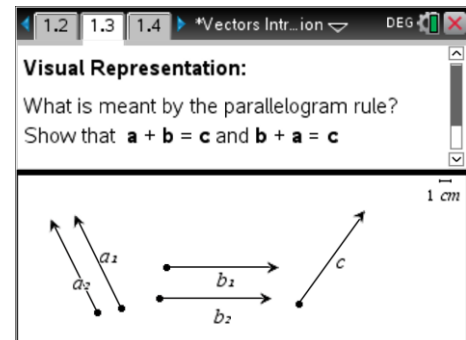 1.2 1.3 1.4 *Vectors Intr...ion DEG
Visual Representation:
What is meant by the parallelogram rule?
Show that a + b = c and b + a = c
1 cm
a₁
a₂
b₁
b₂
c